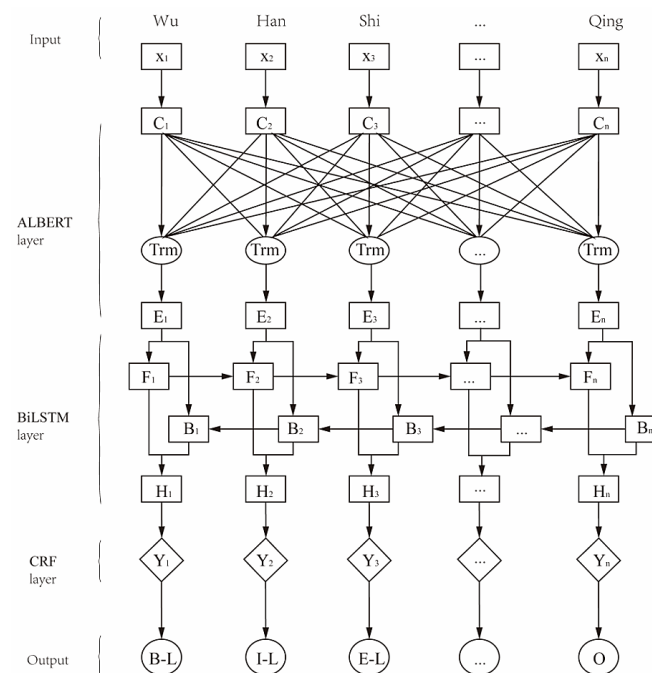 Wu Han Shi ... Qing
Input
x₁ x₂ x₃ ... xₙ
C₁ C₂ C₃ ... Cₙ
ALBERT
layer
Trm Trm Trm ... Trm
E₁ E₂ E₃ ... Eₙ
F₁ F₂ F₃ ... Fₙ
BiLSTM
layer
B₁ B₂ B₃ ... Bₙ
H₁ H₂ H₃ ... Hₙ
CRF
layer
Y₁ Y₂ Y₃ ... Yₙ
Output
B-L I-L E-L ... O